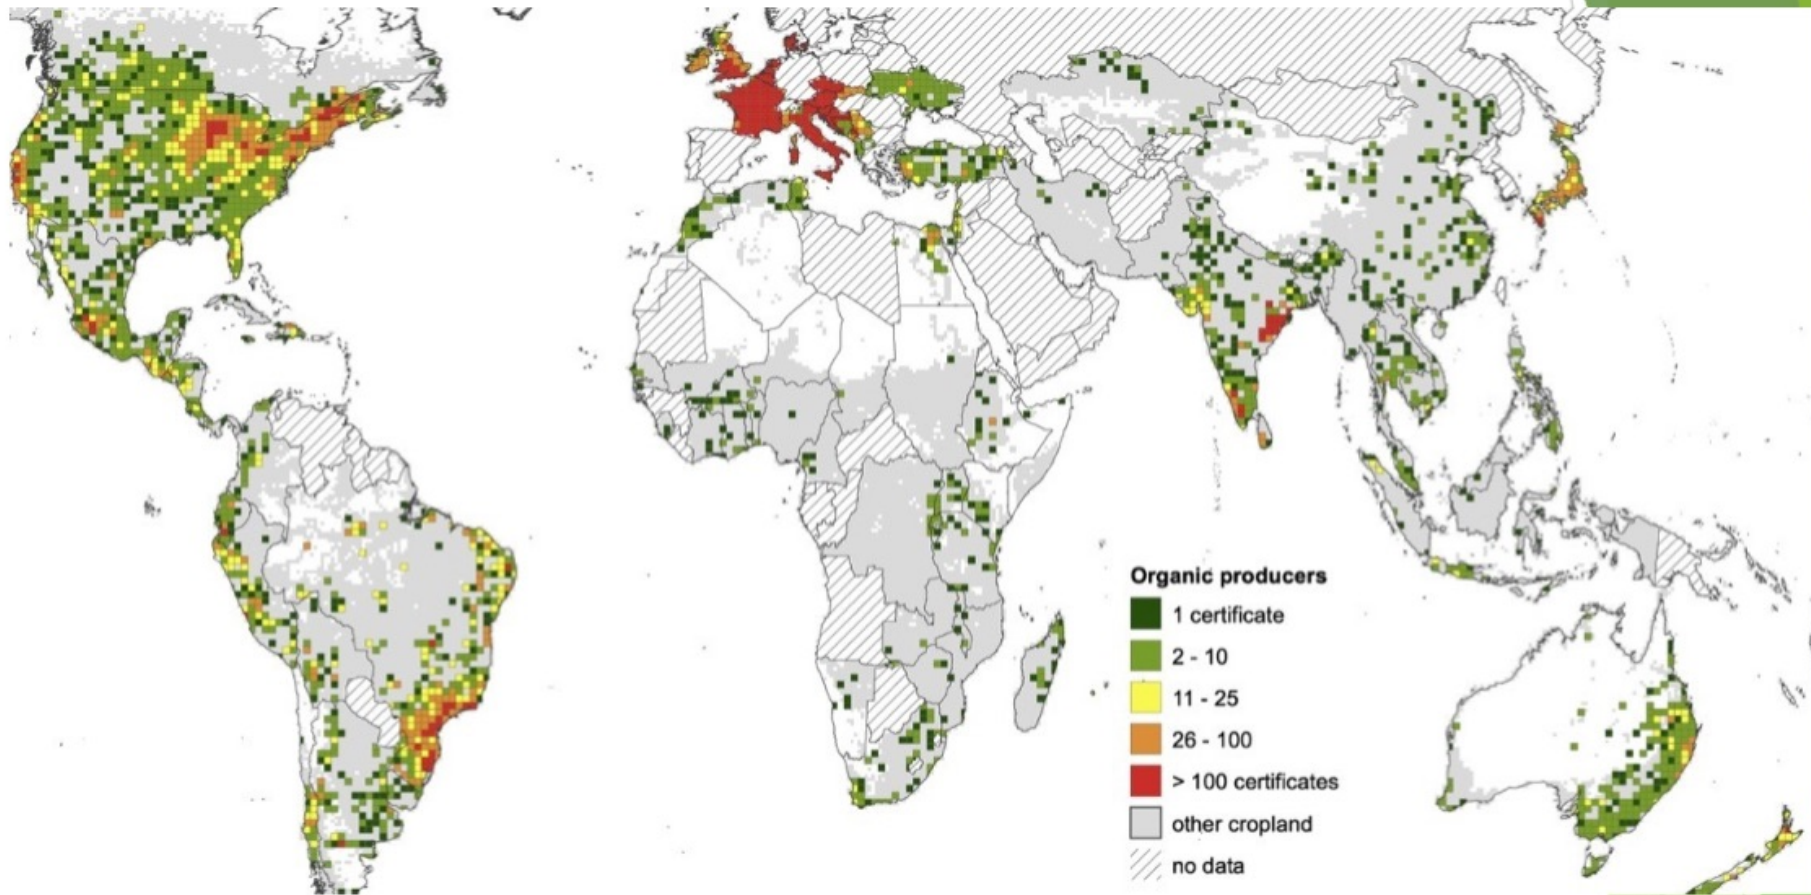 Organic producers
1 certificate
2 - 10
11 - 25
26 - 100
> 100 certificates
other cropland
no data